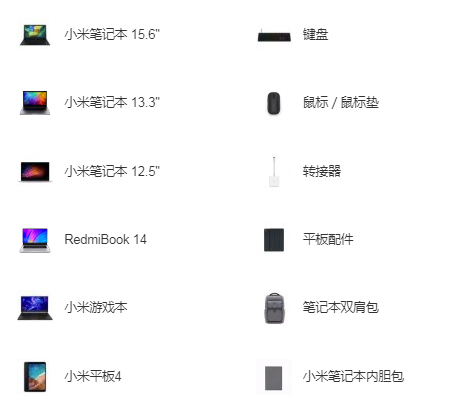 小米笔记本 15.6"
键盘
小米笔记本 13.3"
鼠标 / 鼠标垫
小米笔记本 12.5"
转接器
RedmiBook 14
平板配件
小米游戏本
笔记本双肩包
小米平板4
小米笔记本内胆包